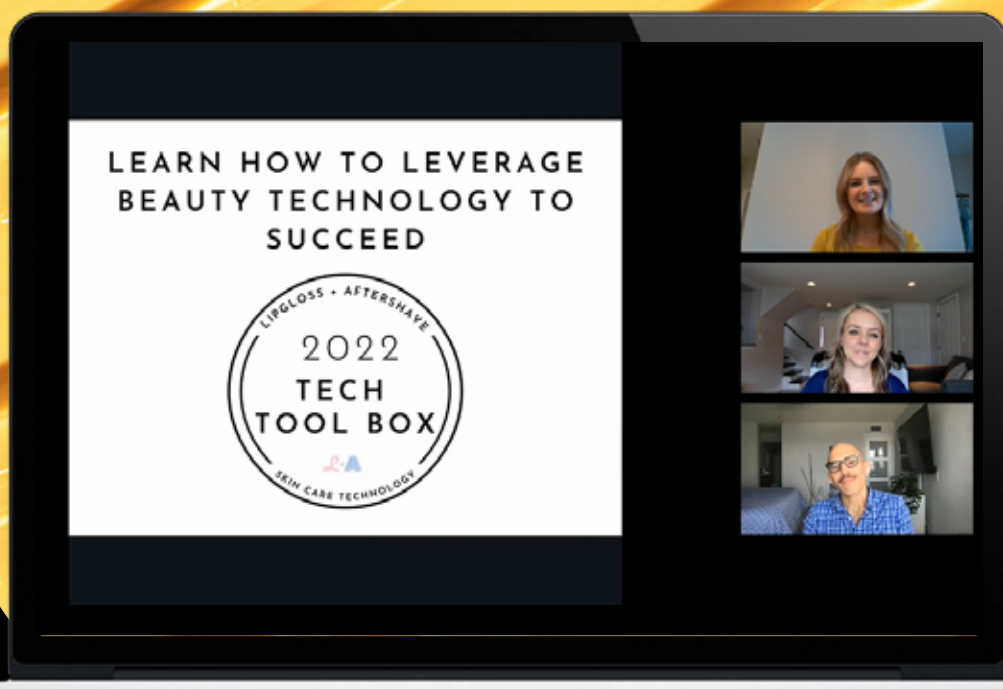 LEARN HOW TO LEVERAGE
BEAUTY TECHNOLOGY TO
SUCCEED
LIPGLOSS + AFTERSHAVE
2022
TECH
TOOL BOX
L+A
SKIN CARE TECHNOLOGY